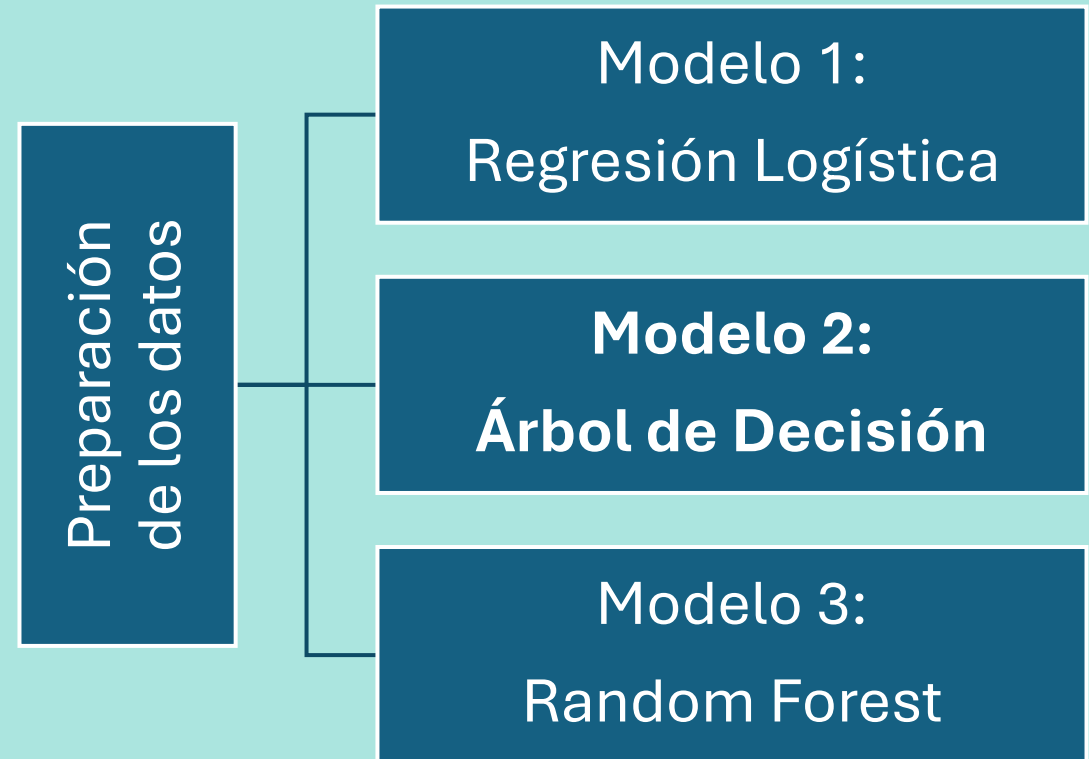 Preparación
de los datos
Modelo 1:
Regresión Logística
Modelo 2:
Árbol de Decisión
Modelo 3:
Random Forest